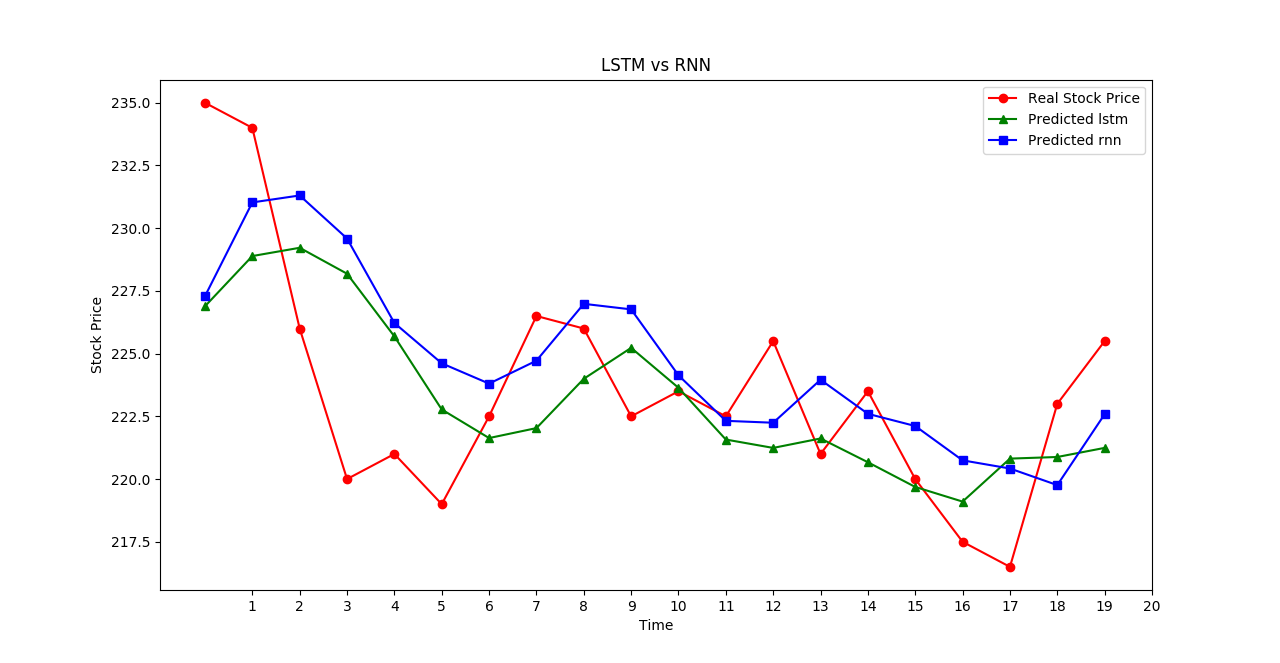 LSTM vs RNN
Real Stock Price
Predicted lstm
Predicted rnn
Stock Price
235.0
232.5
230.0
227.5
225.0
222.5
220.0
217.5
1 2 3 4 5 6 7 8 9 10 11 12 13 14 15 16 17 18 19 20
Time